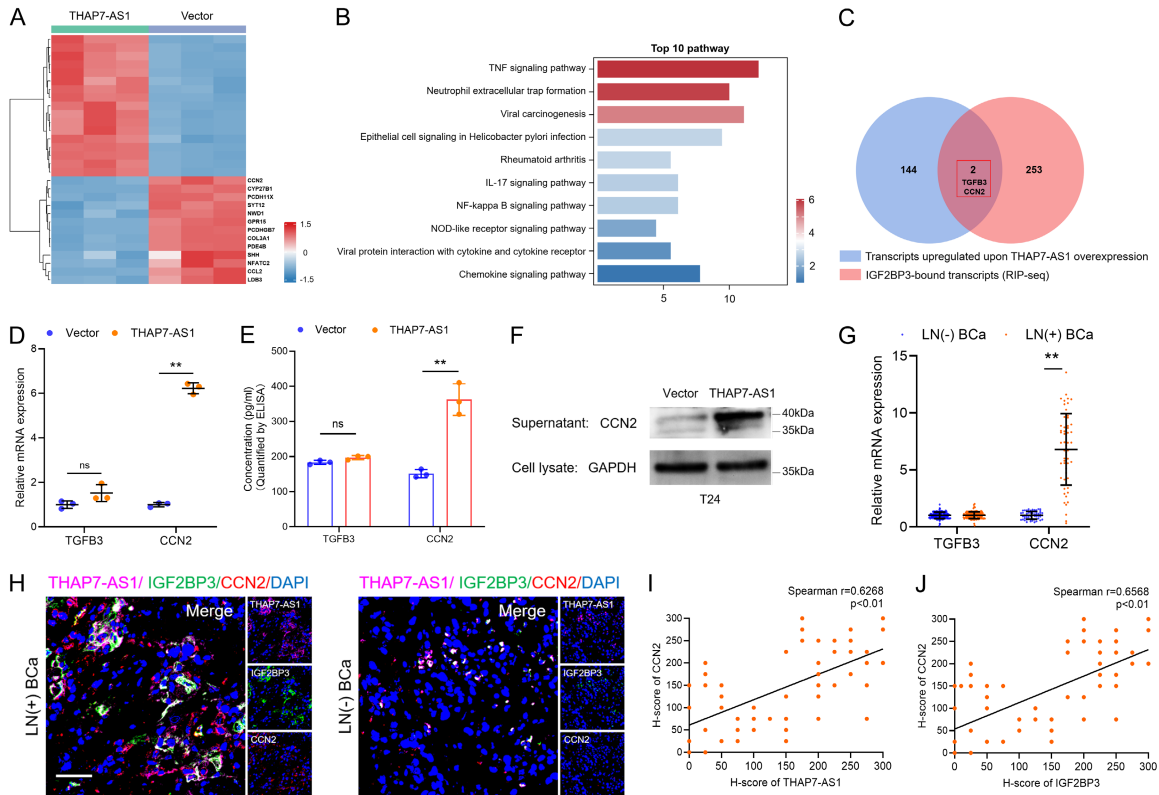 A
THAP7-AS1 Vector
CCN2
CYP27B1
PCDH11X
SYT12
NWD1
GPR15
PCDHGB7
COL3A1
PDE4B
SHH
NFATC2
CCL2
LDB3
1.5
0
−1.5
B
Top 10 pathway
TNF signaling pathway
Neutrophil extracellular trap formation
Viral carcinogenesis
Epithelial cell signaling in Helicobacter pylori infection
Rheumatoid arthritis
IL-17 signaling pathway
NF-kappa B signaling pathway
NOD-like receptor signaling pathway
Viral protein interaction with cytokine and cytokine receptor
Chemokine signaling pathway
5 10
6
4
2
C
144 2 253
TGFB3
CCN2
Transcripts upregulated upon THAP7-AS1 overexpression
IGF2BP3-bound transcripts (RIP-seq)
D
Vector THAP7-AS1
Relative mRNA expression
8
6
4
2
0
ns
**
TGFB3 CCN2
E
Vector THAP7-AS1
Concentration (pg/ml)
(Quantified by ELISA)
500
400
300
200
100
0
ns
**
TGFB3 CCN2
F
Vector THAP7-AS1
Supernatant: CCN2
40kDa
35kDa
Cell lysate: GAPDH
35kDa
T24
G
LN(-) BCa LN(+) BCa
Relative mRNA expression
15
10
5
0
**
TGFB3 CCN2
H
THAP7-AS1/ IGF2BP3/CCN2/DAPI
LN(+) BCa
Merge
THAP7-AS1
IGF2BP3
CCN2
THAP7-AS1/ IGF2BP3/CCN2/DAPI
LN(-) BCa
Merge
THAP7-AS1
IGF2BP3
CCN2
I
Spearman r=0.6268
p<0.01
H-score of CCN2
300
250
200
150
100
50
0
0 50 100 150 200 250 300
H-score of THAP7-AS1
J
Spearman r=0.6568
p<0.01
H-score of CCN2
300
250
200
150
100
50
0
0 50 100 150 200 250 300
H-score of IGF2BP3